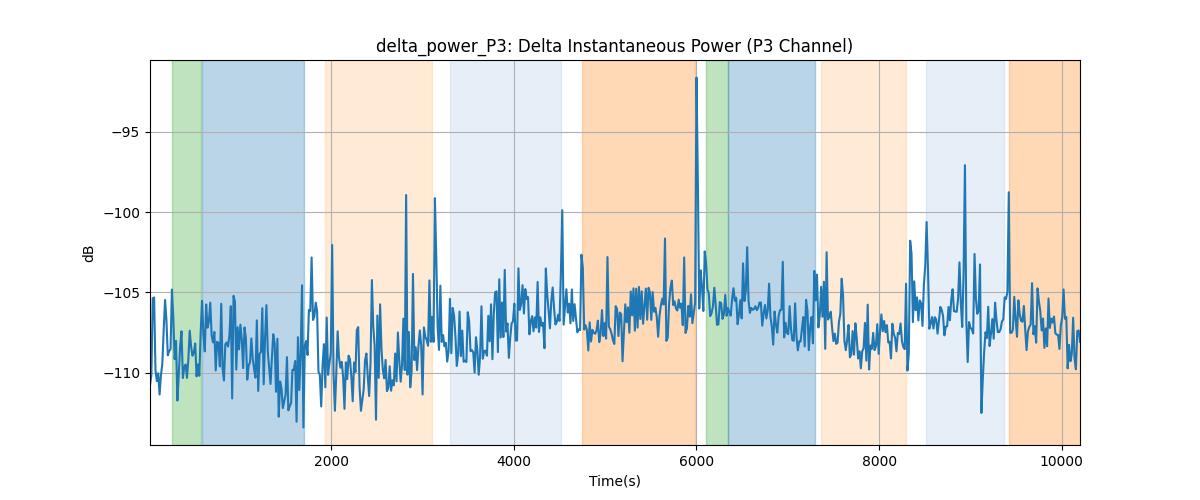 delta_power_P3: Delta Instantaneous Power (P3 Channel)
dB
−95
−100
−105
−110
2000 4000 6000 8000 10000
Time(s)